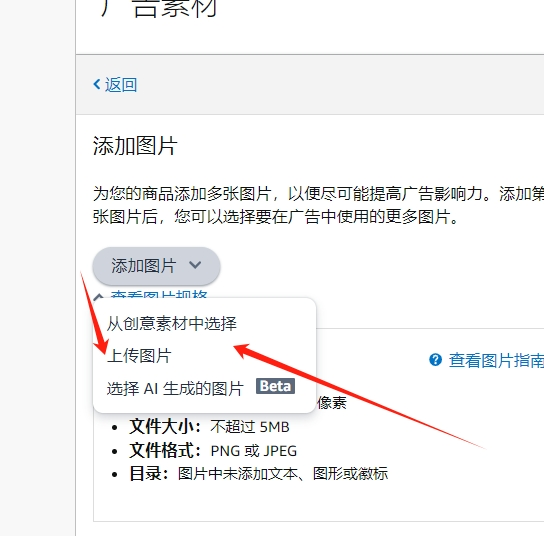 广告素材
返回
添加图片
为您的商品添加多张图片，以便尽可能提高广告影响力。添加第
张图片后，您可以选择要在广告中使用的更多图片。
添加图片
查看图片规格
从创意素材中选择
上传图片
查看图片指南
选择 AI 生成的图片 Beta
像素
文件大小：不超过 5MB
文件格式：PNG 或 JPEG
目录：图片中未添加文本、图形或徽标